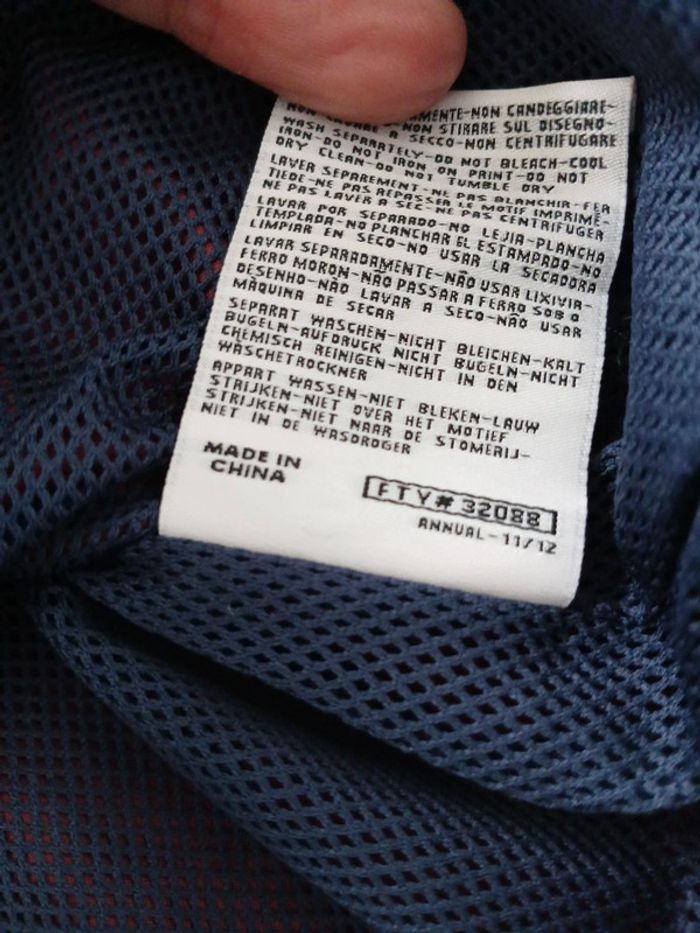 AMENTE-NON CANDEGGIARE-
A SECCO-NON STIRARE SUL DISEGNO-
NON CENTRIFUGARE
WASH SEPARATELY-DO NOT BLEACH-COOL
IRON-DO NOT IRON ON PRINT-DO NOT
DRY CLEAN-DO NOT TUMBLE DRY
LAVER SEPAREMENT-NE PAS BLANCHIR-FER
TIEDE-NE PAS REPASSER LE MOTIF IMPRIME-
NE PAS LAVER A SEC-NE PAS CENTRIFUGER
LAVAR POR SEPARADO-NO LEJIA-PLANCHA
TEMPLADA-NO PLANCHAR EL ESTAMPADO-NO
LIMPIAR EN SECO-NO USAR LA SECADORA
LAVAR SEPARADAMENTE-NÃO USAR LIXIVIA-
FERRO MORON-NÃO PASSAR A FERRO SOB O
DESENHO-NÃO LAVAR A SECO-NÃO USAR
MÀQUINA DE SECAR
SEPARAT WASCHEN-NICHT BLEICHEN-KALT
BUGELN-AUFDRUCK NICHT BUGELN-NICHT
CHEMISCH REINIGEN-NICHT IN DEN
WASCHETROCKNER
APPART WASSEN-NIET BLEKEN-LAUW
STRIJKEN-NIET OVER HET MOTIEF
STRIJKEN-NIET NAAR DE STOMERIJ-
NIET IN DE WASDROGER
MADE IN
CHINA
FTY# 32088
ANNUAL-11/12